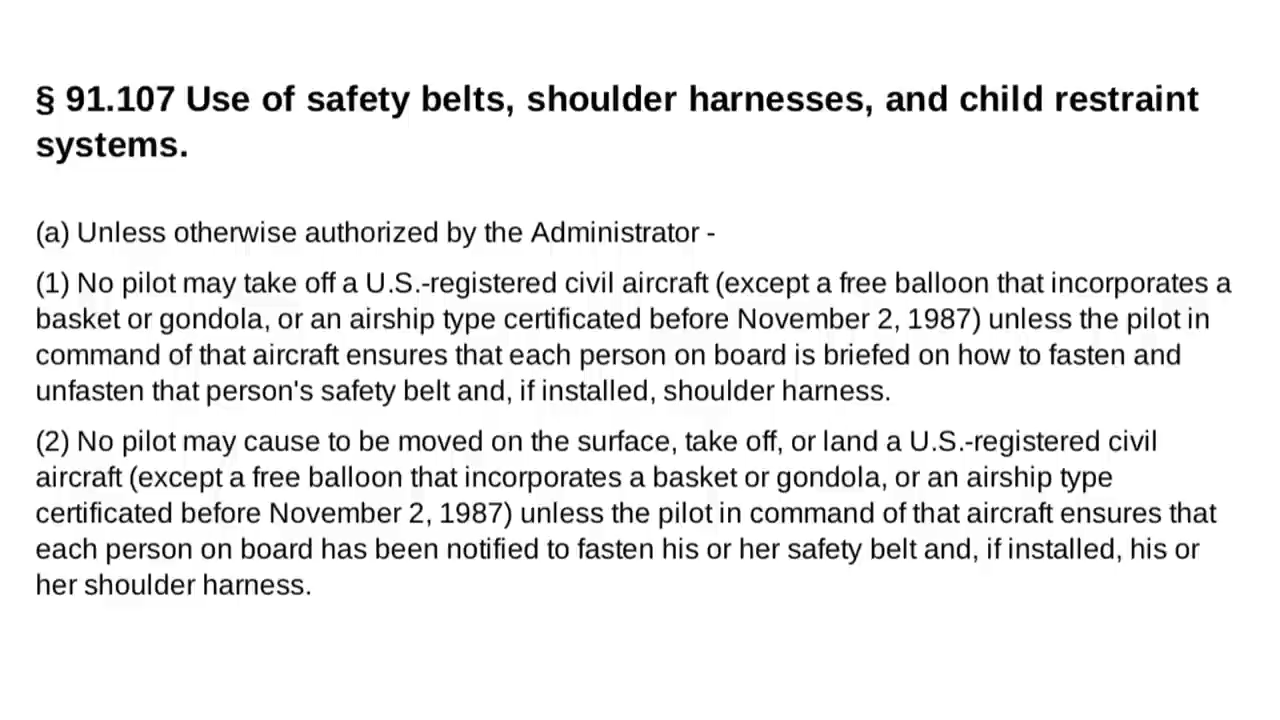 § 91.107 Use of safety belts, shoulder harnesses, and child restraint
systems.
(a) Unless otherwise authorized by the Administrator -
(1) No pilot may take off a U.S.-registered civil aircraft (except a free balloon that incorporates a
basket or gondola, or an airship type certificated before November 2, 1987) unless the pilot in
command of that aircraft ensures that each person on board is briefed on how to fasten and
unfasten that person's safety belt and, if installed, shoulder harness.
(2) No pilot may cause to be moved on the surface, take off, or land a U.S.-registered civil
aircraft (except a free balloon that incorporates a basket or gondola, or an airship type
certificated before November 2, 1987) unless the pilot in command of that aircraft ensures that
each person on board has been notified to fasten his or her safety belt and, if installed, his or
her shoulder harness.